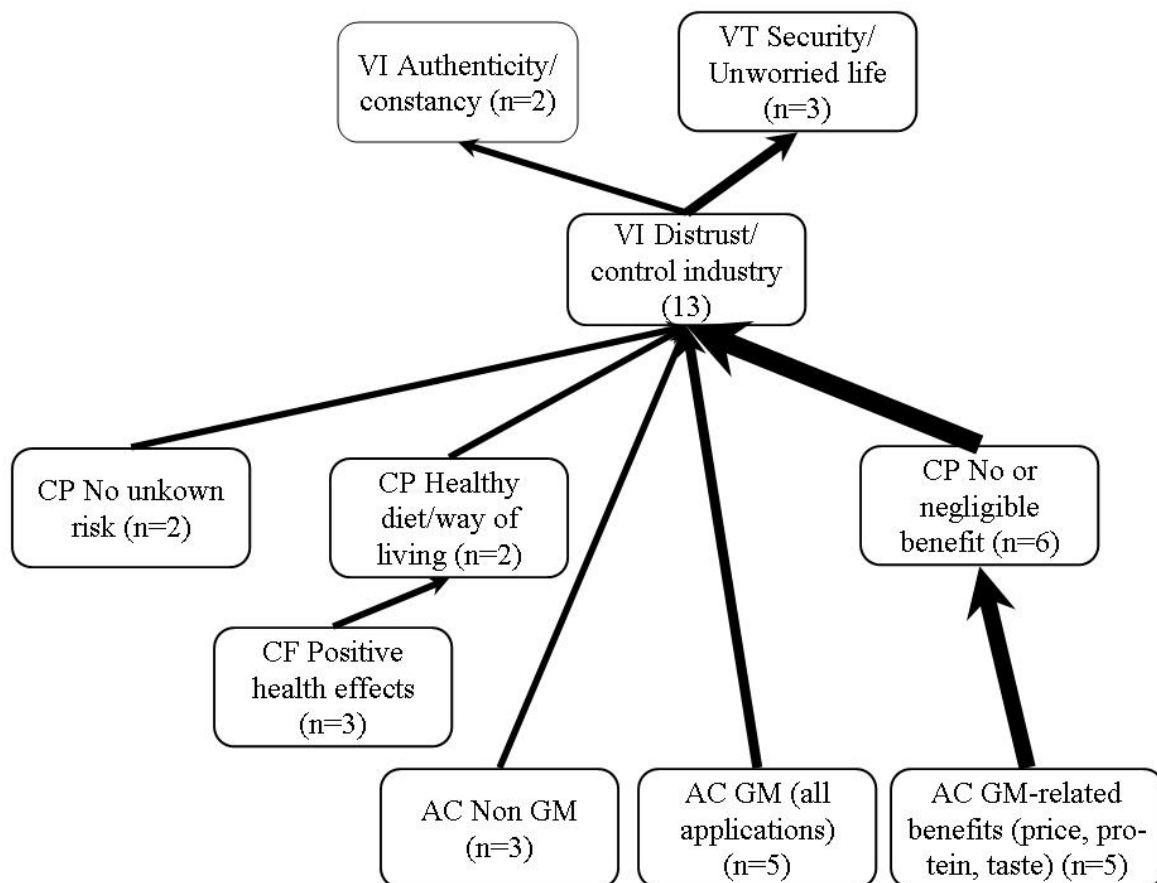 VI Authenticity/
constancy (n=2)
VT Security/
Unworried life
(n=3)
VI Distrust/
control industry
(13)
CP No unkown
risk (n=2)
CP Healthy
diet/way of
living (n=2)
CP No or
negligible
benefit (n=6)
CF Positive
health effects
(n=3)
AC Non GM
(n=3)
AC GM (all
applications)
(n=5)
AC GM-related
benefits (price, pro-
tein, taste) (n=5)